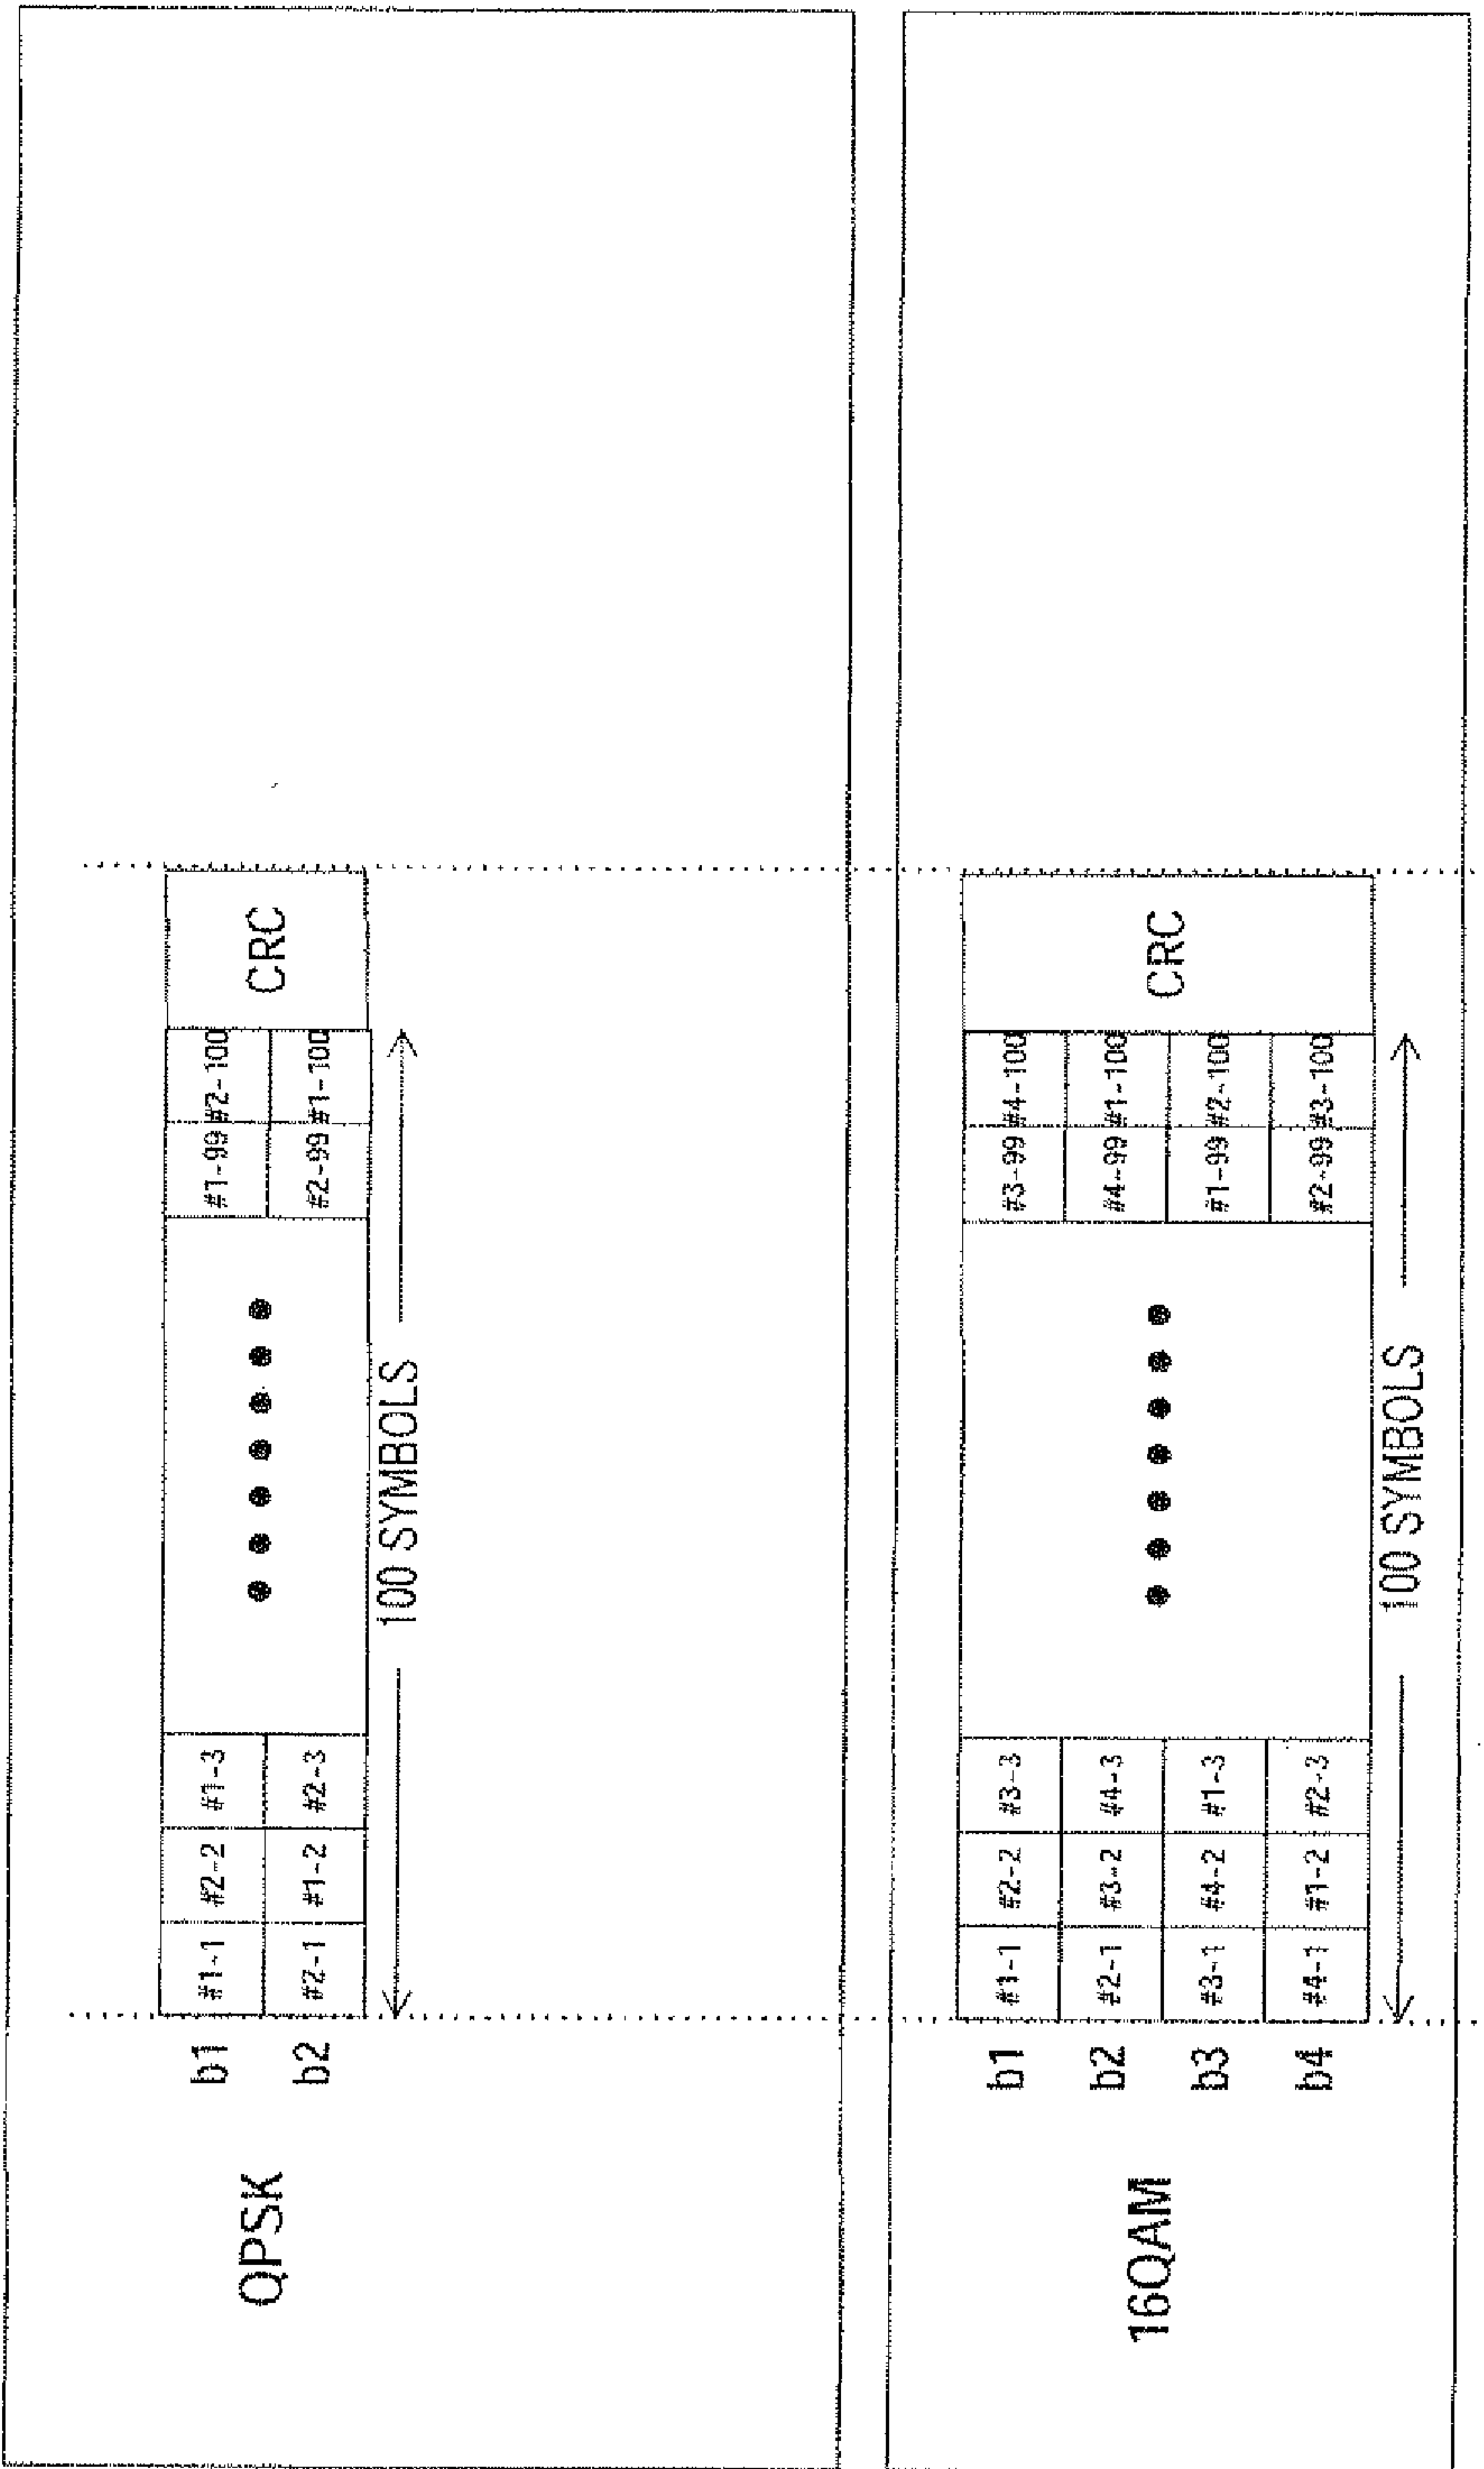 QPSK
b1 #1-1 #2-2 #1-3 #1-99 #2-100
b2 #2-1 #1-2 #2-3 #2-99 #1-100
CRC
100 SYMBOLS
16QAM
b1 #1-1 #2-2 #3-3 #3-99 #4-100
b2 #2-1 #3-2 #4-3 #4-99 #1-100
b3 #3-1 #4-2 #1-3 #1-99 #2-100
b4 #4-1 #1-2 #2-3 #2-99 #3-100
CRC
100 SYMBOLS